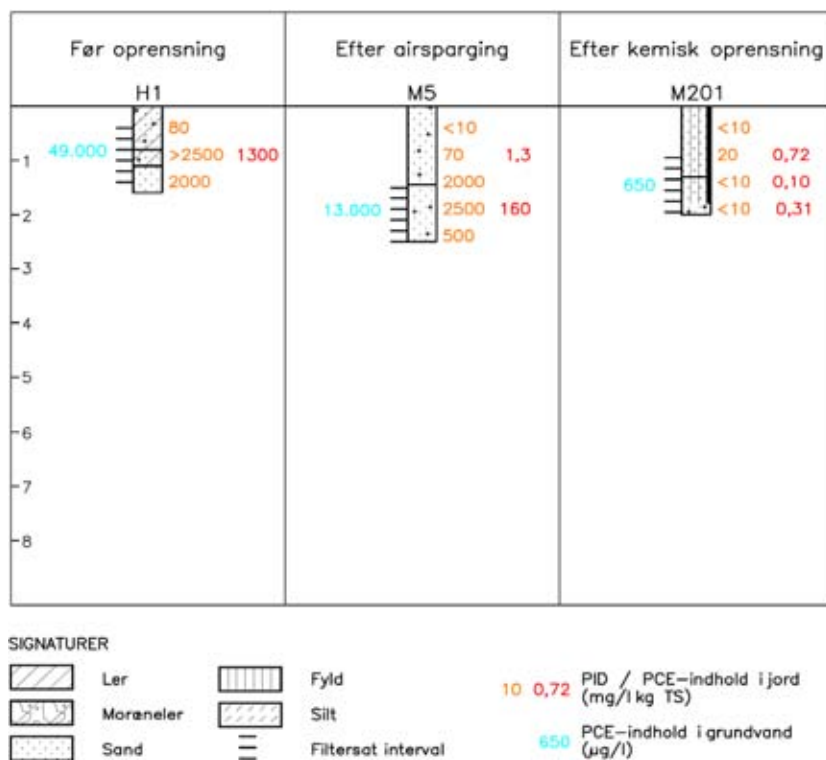 Før oprensning Efter airsparging Efter kemisk oprensning
H1 M5 M201
80 <10 <10
49.000 >2500 1300 70 1,3 20 0,72
1
2000 2000 650 <10 0,10
2 13.000 2500 160 <10 0,31
500
3
4
5
6
7
8
SIGNATURER
Ler Fyld 10 0,72 PID / PCE-indhold i jord
(mg/l kg TS)
Moræneler Silt
650 PCE-indhold i grundvand
Sand Filtersat interval (µg/l)